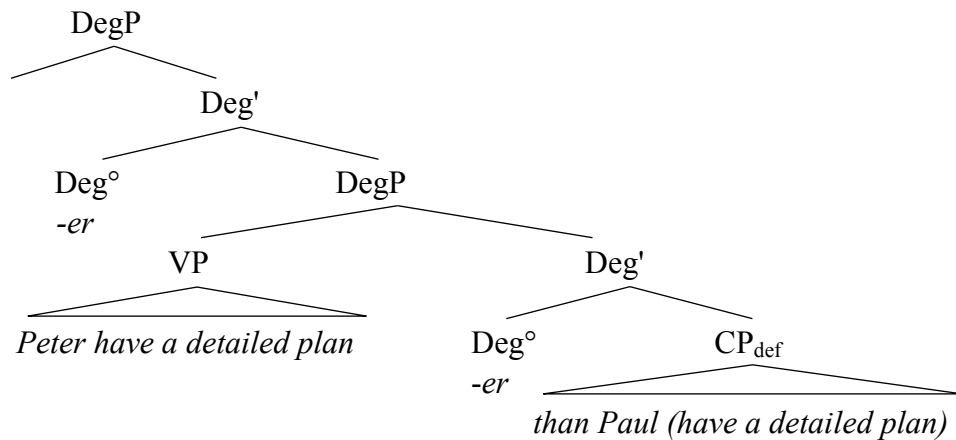 DegP
Deg'
Deg° DegP
-er
VP Deg'
Peter have a detailed plan Deg° CPdef
-er
than Paul (have a detailed plan)